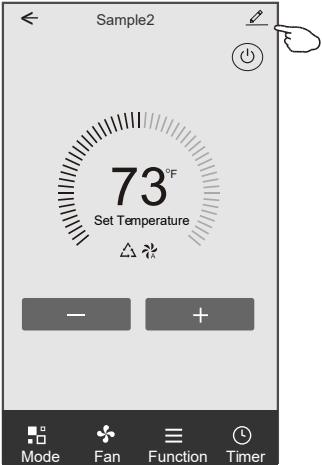 Sample2
73°F
Set Temperature
A
Mode Fan Function Timer